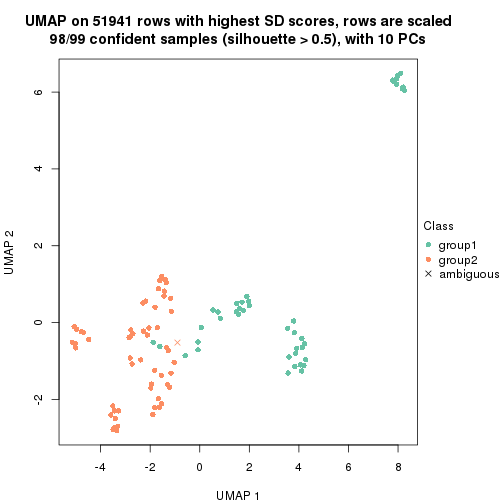 UMAP on 51941 rows with highest SD scores, rows are scaled
98/99 confident samples (silhouette > 0.5), with 10 PCs
6
4
2
0
-2
UMAP 2
-4
-2
0
2
4
6
8
UMAP 1
Class
group1
group2
ambiguous